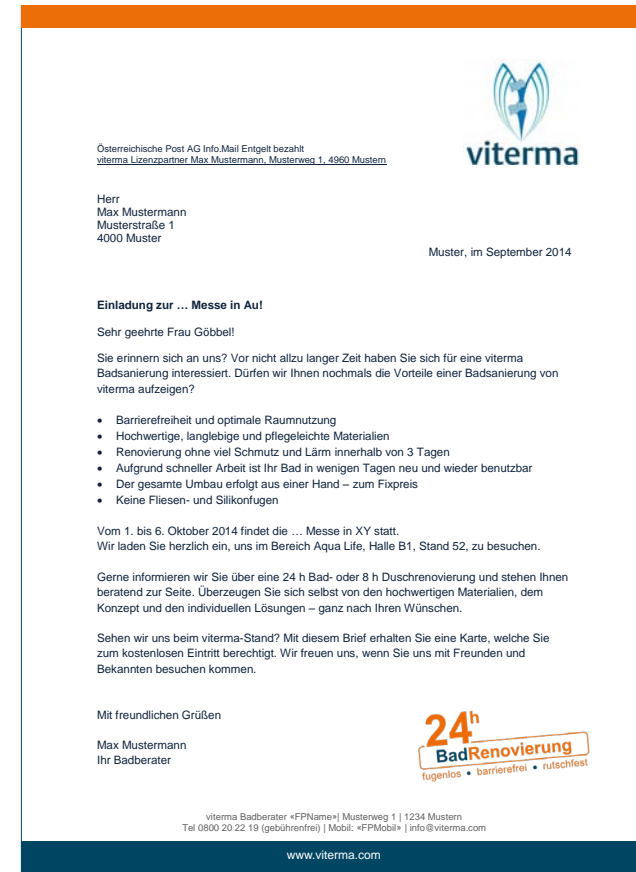 viterma
Österreichische Post AG Info.Mail Entgelt bezahlt
viterma Lizenzpartner Max Mustermann, Musterweg 1, 4960 Mustern
Herr
Max Mustermann
Musterstraße 1
4000 Muster
Muster, im September 2014
Einladung zur … Messe in Au!
Sehr geehrte Frau Göbbel!
Sie erinnern sich an uns? Vor nicht allzu langer Zeit haben Sie sich für eine viterma
Badsanierung interessiert. Dürfen wir Ihnen nochmals die Vorteile einer Badsanierung von
viterma aufzeigen?
• Barrierefreiheit und optimale Raumnutzung
• Hochwertige, langlebige und pflegeleichte Materialien
• Renovierung ohne viel Schmutz und Lärm innerhalb von 3 Tagen
• Aufgrund schneller Arbeit ist Ihr Bad in wenigen Tagen neu und wieder benutzbar
• Der gesamte Umbau erfolgt aus einer Hand – zum Fixpreis
• Keine Fliesen- und Silikonfugen
Vom 1. bis 6. Oktober 2014 findet die … Messe in XY statt.
Wir laden Sie herzlich ein, uns im Bereich Aqua Life, Halle B1, Stand 52, zu besuchen.
Gerne informieren wir Sie über eine 24 h Bad- oder 8 h Duschrenovierung und stehen Ihnen
beratend zur Seite. Überzeugen Sie sich selbst von den hochwertigen Materialien, dem
Konzept und den individuellen Lösungen – ganz nach Ihren Wünschen.
Sehen wir uns beim viterma-Stand? Mit diesem Brief erhalten Sie eine Karte, welche Sie
zum kostenlosen Eintritt berechtigt. Wir freuen uns, wenn Sie uns mit Freunden und
Bekannten besuchen kommen.
Mit freundlichen Grüßen
Max Mustermann
Ihr Badberater
24h
BadRenovierung
fugenlos • barrierefrei • rutschfest
viterma Badberater «FPName»| Musterweg 1 | 1234 Mustern
Tel 0800 20 22 19 (gebührenfrei) | Mobil: «FPMobil» | info@viterma.com
www.viterma.com